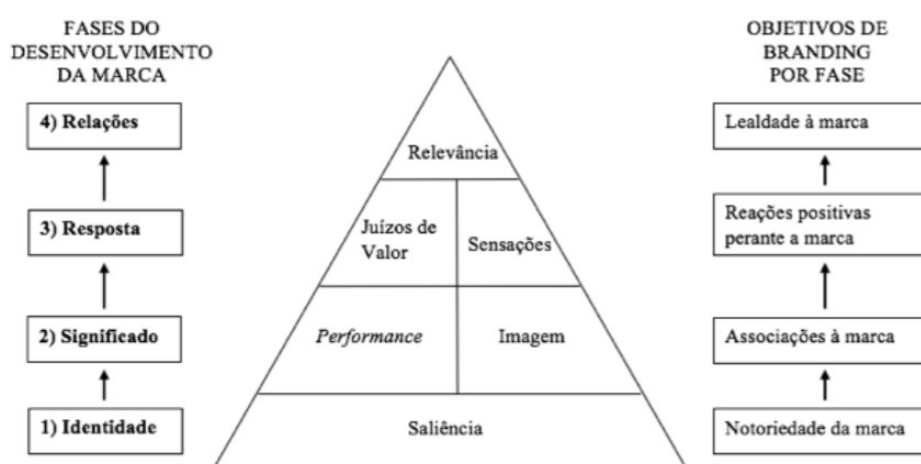 FASES DO
DESENVOLVIMENTO
DA MARCA
4) Relações
3) Resposta
2) Significado
1) Identidade
Relevância
Juízos de
Valor
Sensações
Performance
Imagem
Saliência
OBJETIVOS DE
BRANDING
POR FASE
Lealdade à marca
Reações positivas
perante a marca
Associações à marca
Notoriedade da marca